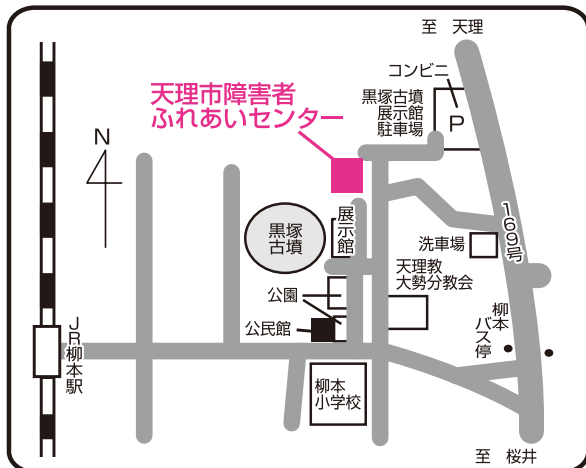 至 天理
コンビニ
黒塚古墳
展示館
駐車場
P
天理市障害者
ふれあいセンター
N
展示館
黒塚
古墳
169号
洗車場
天理教
大勢分教会
公園
公民館
柳本
バス停
JR柳本駅
柳本
小学校
至 桜井